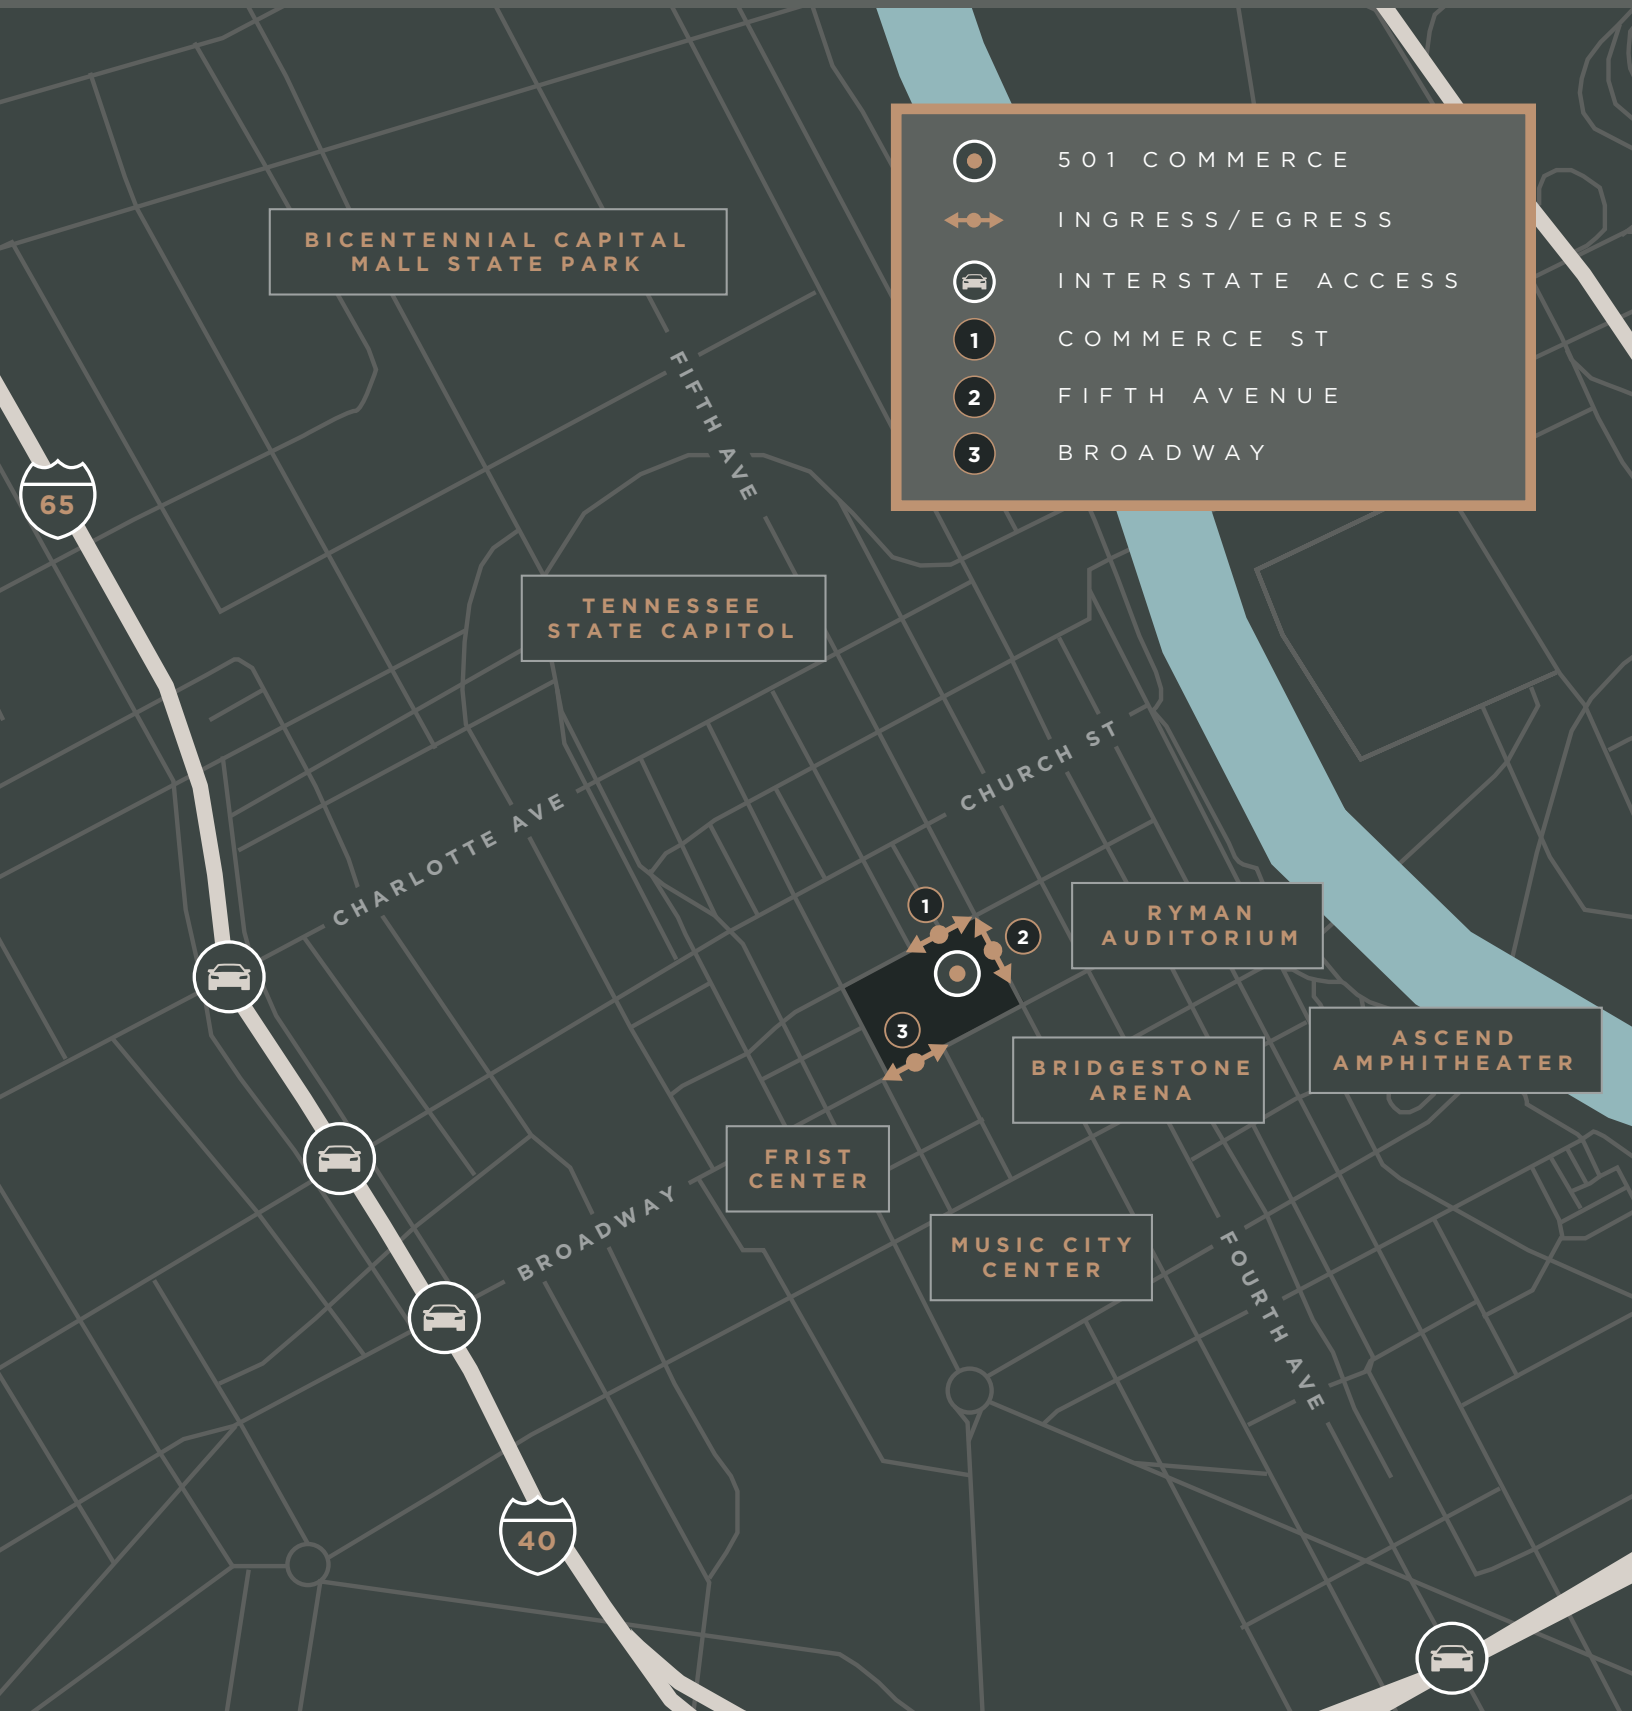 501 COMMERCE
INGRESS/EGRESS
INTERSTATE ACCESS
1 COMMERCE ST
2 FIFTH AVENUE
3 BROADWAY
BICENTENNIAL CAPITAL
MALL STATE PARK
FIFTH AVE
65
TENNESSEE
STATE CAPITOL
CHURCH ST
CHARLOTTE AVE
1
2
3
RYMAN
AUDITORIUM
ASCEND
AMPHITHEATER
BRIDGESTONE
ARENA
FRIST
CENTER
BROADWAY
MUSIC CITY
CENTER
FOURTH AVE
40